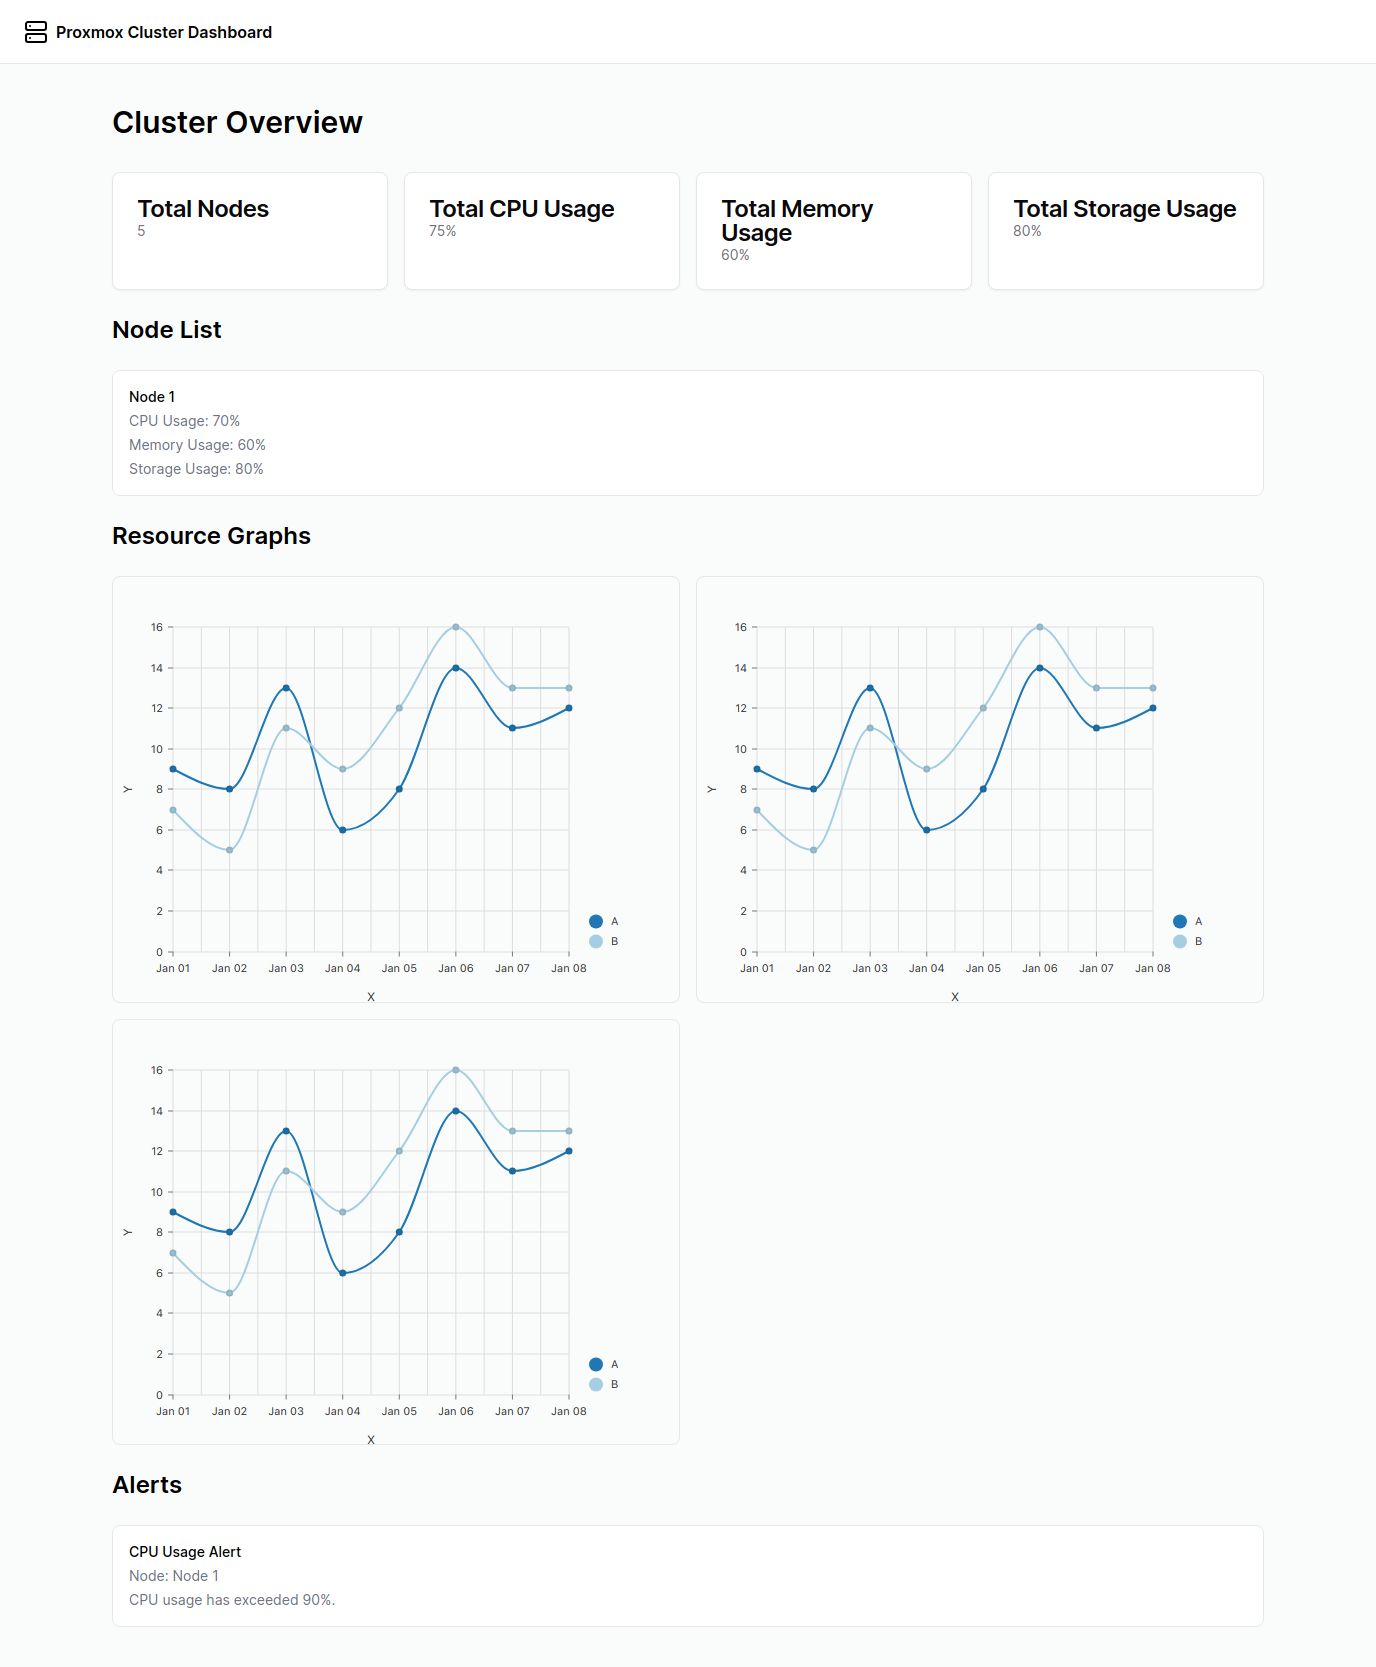 Proxmox Cluster Dashboard
Cluster Overview
Total Nodes
5
Total CPU Usage
75%
Total Memory
Usage
60%
Total Storage Usage
80%
Node List
Node 1
CPU Usage: 70%
Memory Usage: 60%
Storage Usage: 80%
Resource Graphs
16
14
12
10
8
6
4
2
0
Y
Jan 01 Jan 02 Jan 03 Jan 04 Jan 05 Jan 06 Jan 07 Jan 08
X
A
B
16
14
12
10
8
6
4
2
0
Y
Jan 01 Jan 02 Jan 03 Jan 04 Jan 05 Jan 06 Jan 07 Jan 08
X
A
B
16
14
12
10
8
6
4
2
0
Y
Jan 01 Jan 02 Jan 03 Jan 04 Jan 05 Jan 06 Jan 07 Jan 08
X
A
B
Alerts
CPU Usage Alert
Node: Node 1
CPU usage has exceeded 90%.